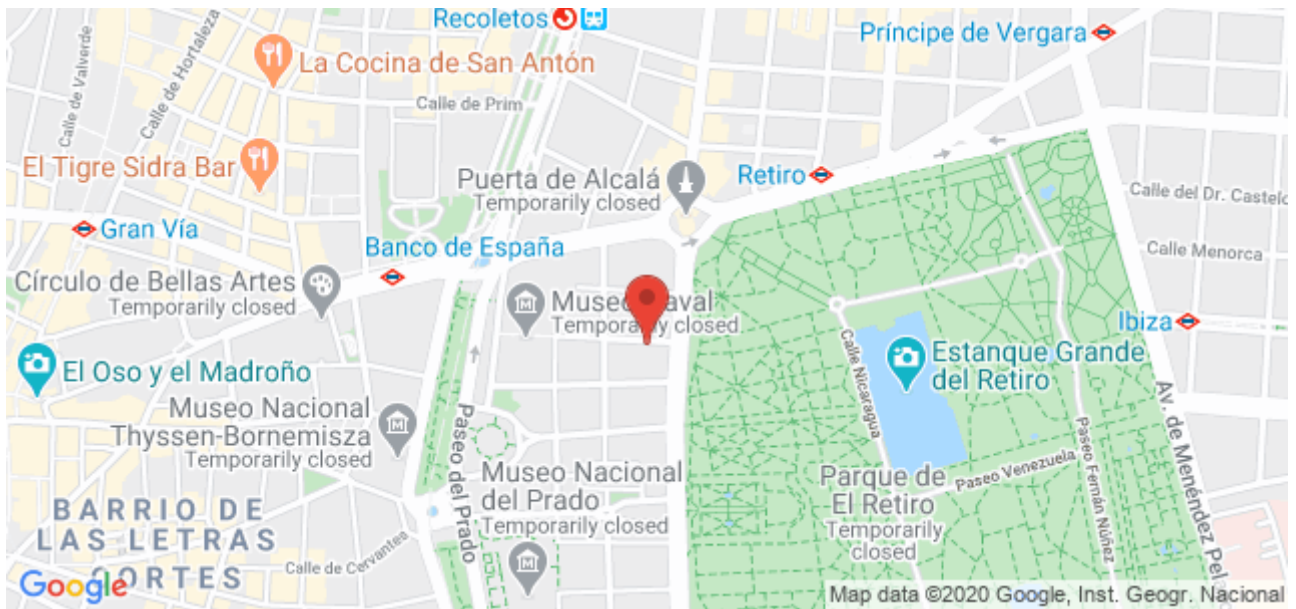 Recoletos
Príncipe de Vergara
La Cocina de San Antón
Calle de Valverde
Calle de Hortaleza
Calle de Prim
El Tigre Sidra Bar
Puerta de Alcalá
Temporarily closed
Retiro
Calle del Dr. Castelo
Gran Vía
Banco de España
Calle Menorca
Círculo de Bellas Artes
Temporarily closed
Museo Naval
Temporarily closed
Ibiza
El Oso y el Madroño
Estanque Grande
del Retiro
Calle Nicaragua
Museo Nacional
Thyssen-Bornemisza
Temporarily closed
Paseo del Prado
Av. de Menéndez Pel
Museo Nacional
del Prado
Temporarily closed
Parque de
El Retiro
Temporarily
closed
Paseo Venezuela
Paseo Fernán Núñez
BARRIO DE
LAS LETRAS
CORTES
Calle de Cervantes
Google
Map data ©2020 Google, Inst. Geogr. Nacional